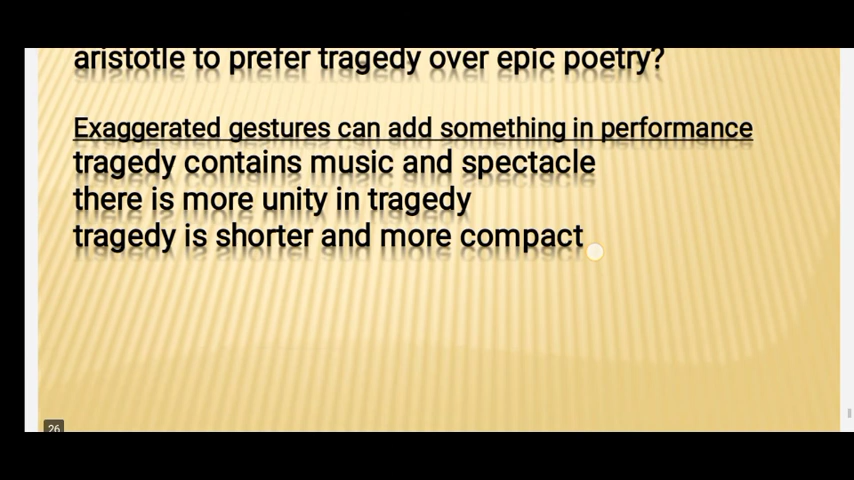 aristotle to prefer tragedy over epic poetry?
Exaggerated gestures can add something in performance
tragedy contains music and spectacle
there is more unity in tragedy
tragedy is shorter and more compact
26